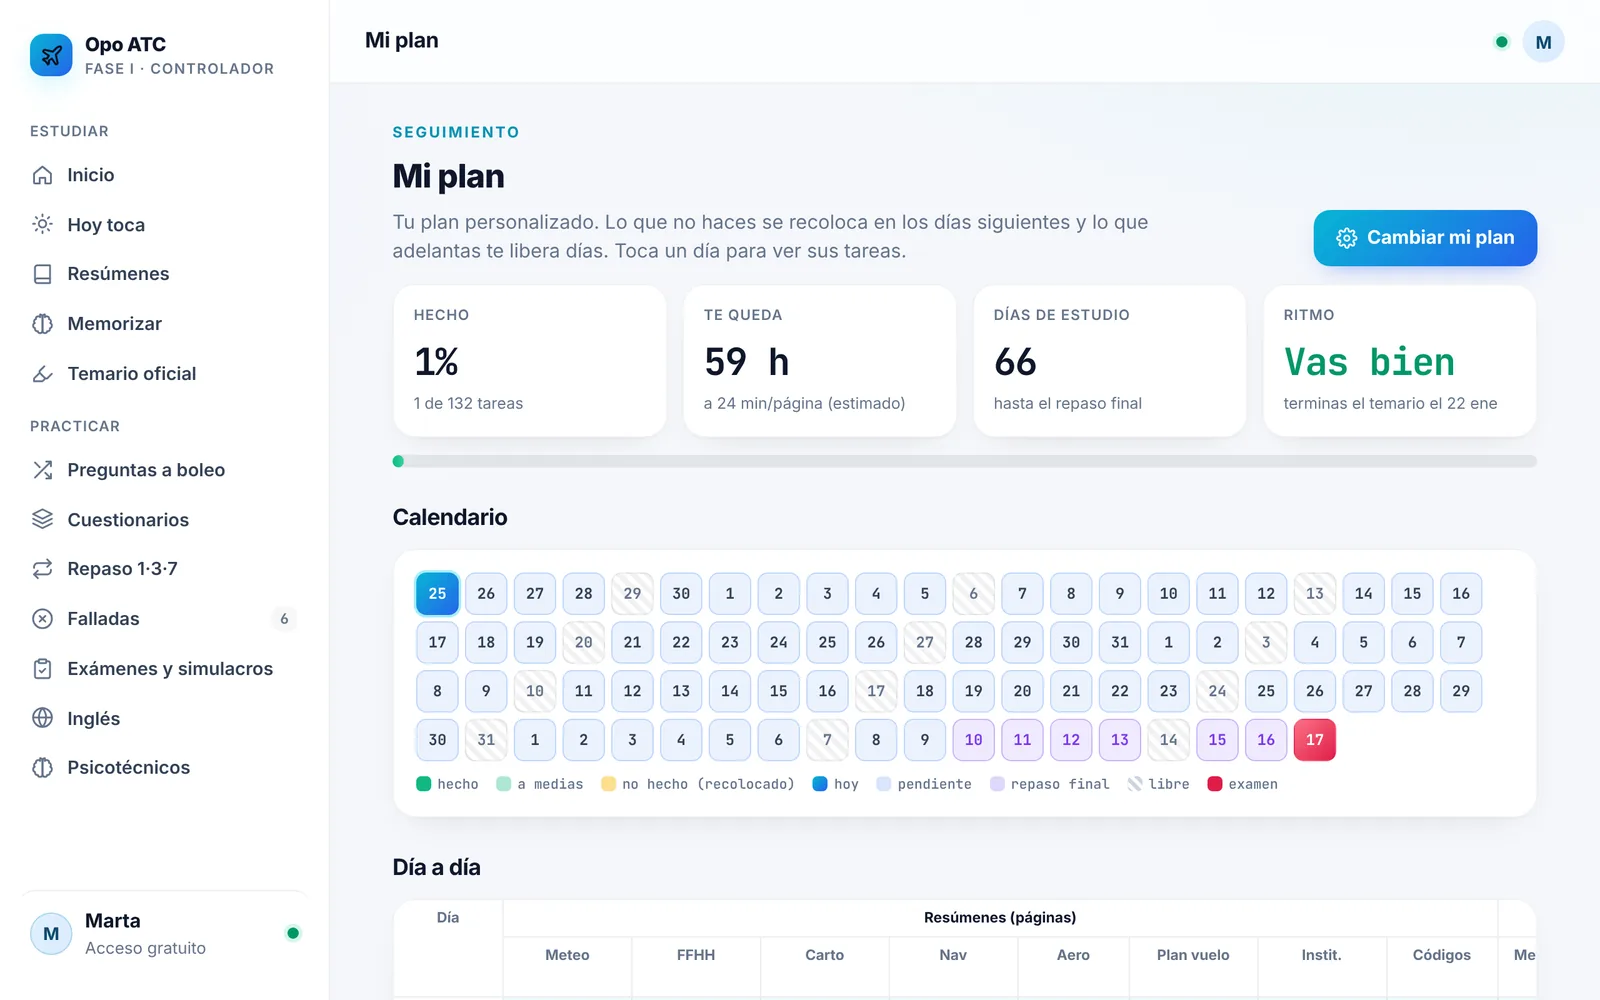 Opo ATC
FASE I · CONTROLADOR
ESTUDIAR
Inicio
Hoy toca
Resúmenes
Memorizar
Temario oficial
PRACTICAR
Preguntas a boleo
Cuestionarios
Repaso 1·3·7
Falladas 6
Exámenes y simulacros
Inglés
Psicotécnicos
M
Marta
Acceso gratuito
Mi plan
M
SEGUIMIENTO
Mi plan
Tu plan personalizado. Lo que no haces se recoloca en los días siguientes y lo que
adelantas te libera días. Toca un día para ver sus tareas.
Cambiar mi plan
HECHO
1%
1 de 132 tareas
TE QUEDA
59 h
a 24 min/página (estimado)
DÍAS DE ESTUDIO
66
hasta el repaso final
RITMO
Vas bien
terminas el temario el 22 ene
Calendario
25 26 27 28 29 30 1 2 3 4 5 6 7 8 9 10 11 12 13 14 15 16
17 18 19 20 21 22 23 24 25 26 27 28 29 30 31 1 2 3 4 5 6 7
8 9 10 11 12 13 14 15 16 17 18 19 20 21 22 23 24 25 26 27 28 29
30 31 1 2 3 4 5 6 7 8 9 10 11 12 13 14 15 16 17
hecho a medias no hecho (recolocado) hoy pendiente repaso final libre examen
Día a día
Día Resúmenes (páginas)
Meteo FFHH Carto Nav Aero Plan vuelo Instit. Códigos Me